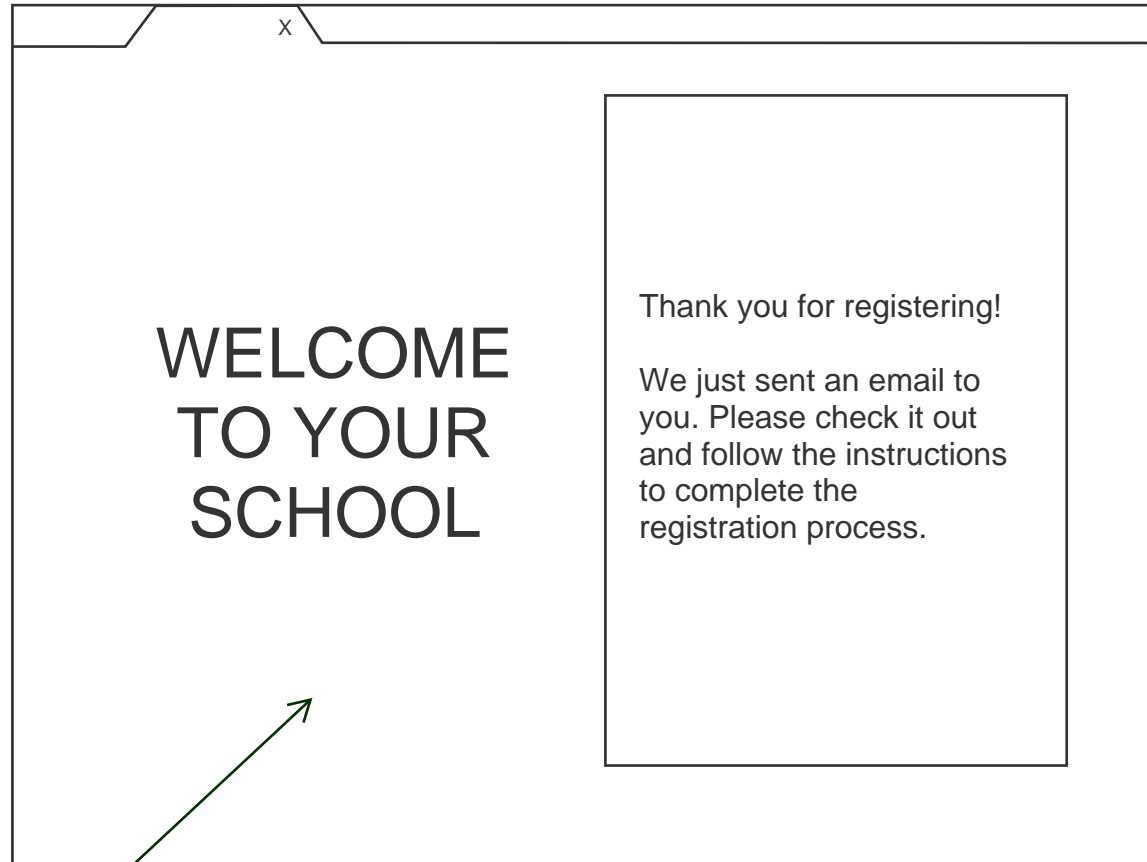 X
WELCOME
TO YOUR
SCHOOL
Thank you for registering!
We just sent an email to
you. Please check it out
and follow the instructions
to complete the
registration process.